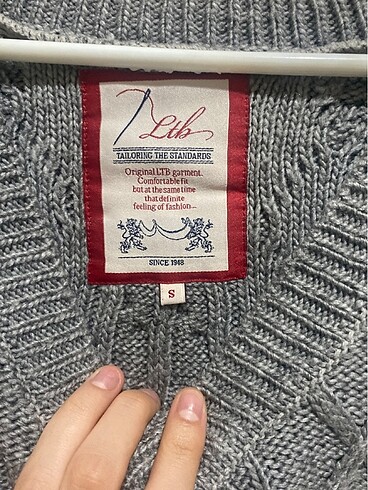 Ltb
TAILORING THE STANDARDS
Original LTB garment.
Comfortable fit
but at the same time
that definite
feeling of fashion...
SINCE 1948
S